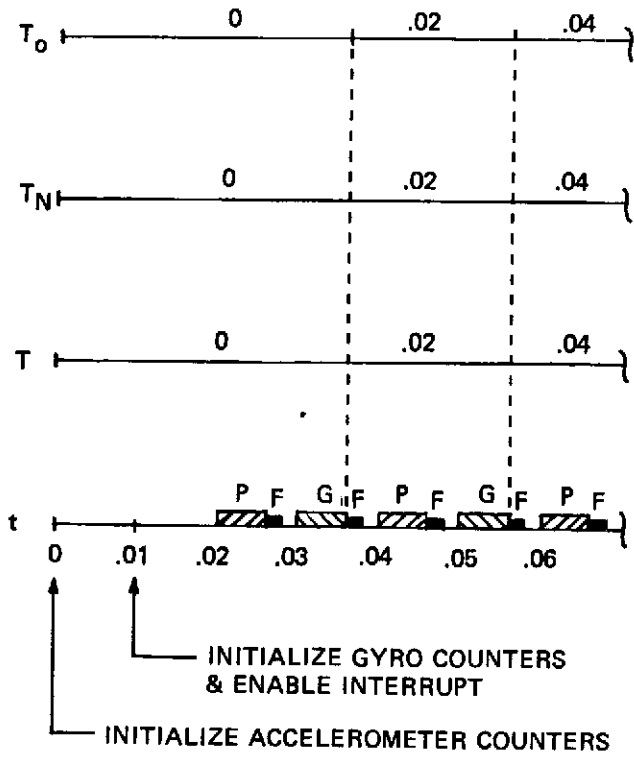 T₀ 0 .02 .04
T_N 0 .02 .04
T 0 .02 .04
P F G F P F G F P F
t
0 .01 .02 .03 .04 .05 .06
INITIALIZE GYRO COUNTERS
& ENABLE INTERRUPT
INITIALIZE ACCELEROMETER COUNTERS